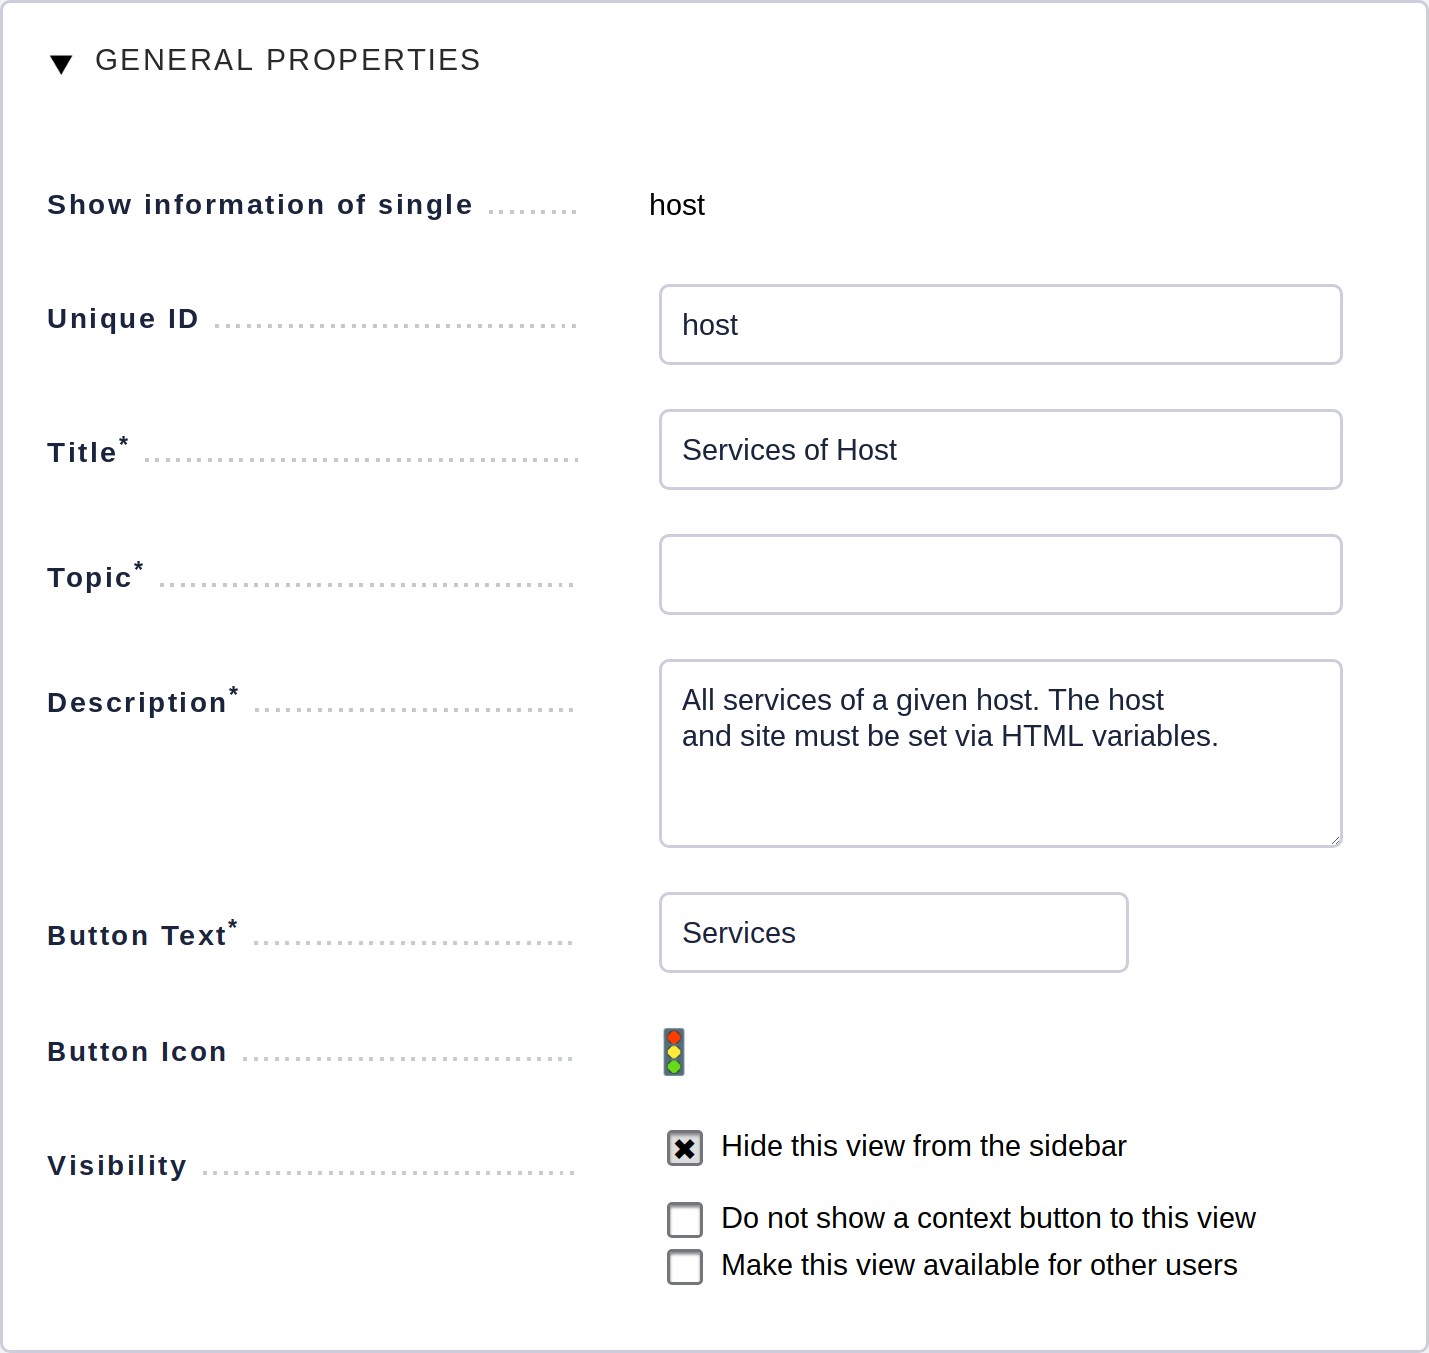 GENERAL PROPERTIES
Show information of single host
Unique ID host
Title* Services of Host
Topic*
Description* All services of a given host. The host
and site must be set via HTML variables.
Button Text* Services
Button Icon
Visibility Hide this view from the sidebar
Do not show a context button to this view
Make this view available for other users